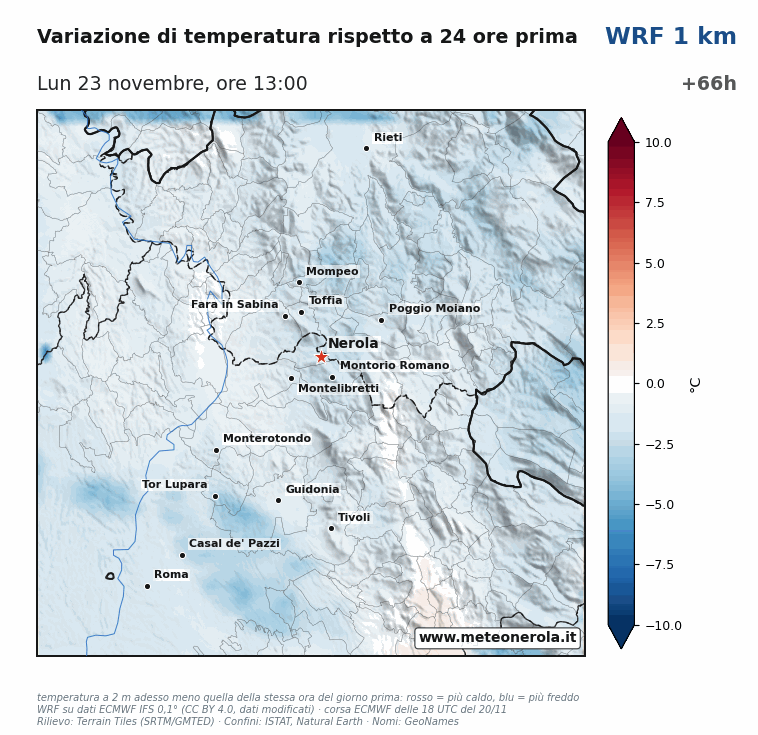 Variazione di temperatura rispetto a 24 ore prima WRF 1 km
Lun 23 novembre, ore 13:00 +66h
Rieti
Mompeo
Fara in Sabina
Toffia
Poggio Moiano
Nerola
Montorio Romano
Montelibretti
Monterotondo
Tor Lupara
Guidonia
Tivoli
Casal de' Pazzi
Roma
www.meteonerola.it
10.0
7.5
5.0
2.5
0.0
−2.5
−5.0
−7.5
−10.0
°C
temperatura a 2 m adesso meno quella della stessa ora del giorno prima: rosso = più caldo, blu = più freddo
WRF su dati ECMWF IFS 0,1° (CC BY 4.0, dati modificati) · corsa ECMWF delle 18 UTC del 20/11
Rilievo: Terrain Tiles (SRTM/GMTED) · Confini: ISTAT, Natural Earth · Nomi: GeoNames